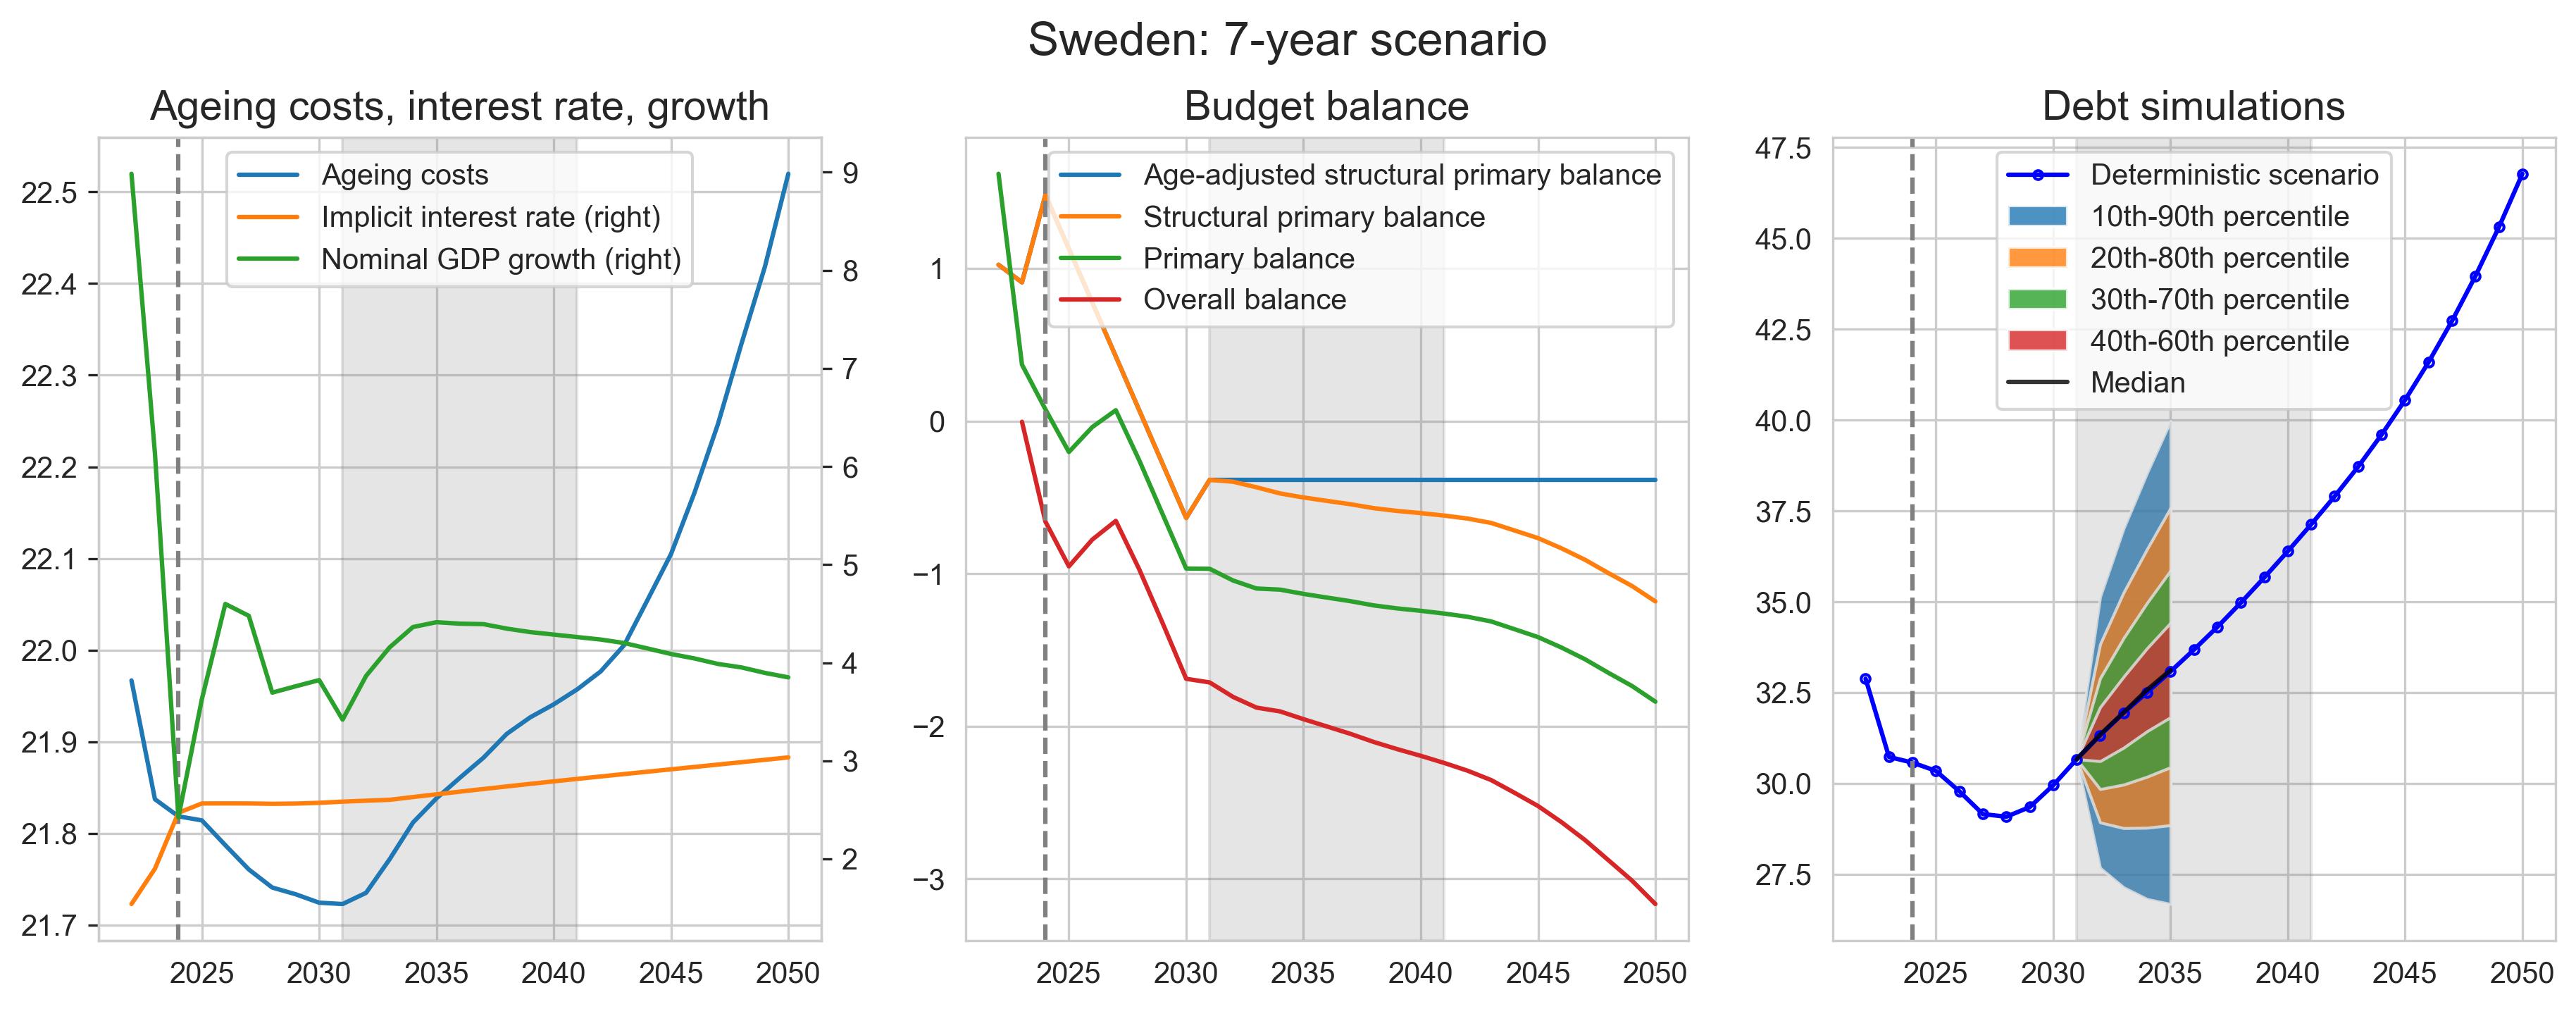 Sweden: 7-year scenario
Ageing costs, interest rate, growth
Ageing costs
Implicit interest rate (right)
Nominal GDP growth (right)
22.5
22.4
22.3
22.2
22.1
22.0
21.9
21.8
21.7
9
8
7
6
5
4
3
2
2025 2030 2035 2040 2045 2050
Budget balance
Age-adjusted structural primary balance
Structural primary balance
Primary balance
Overall balance
1
0
−1
−2
−3
2025 2030 2035 2040 2045 2050
Debt simulations
Deterministic scenario
10th-90th percentile
20th-80th percentile
30th-70th percentile
40th-60th percentile
Median
47.5
45.0
42.5
40.0
37.5
35.0
32.5
30.0
27.5
2025 2030 2035 2040 2045 2050